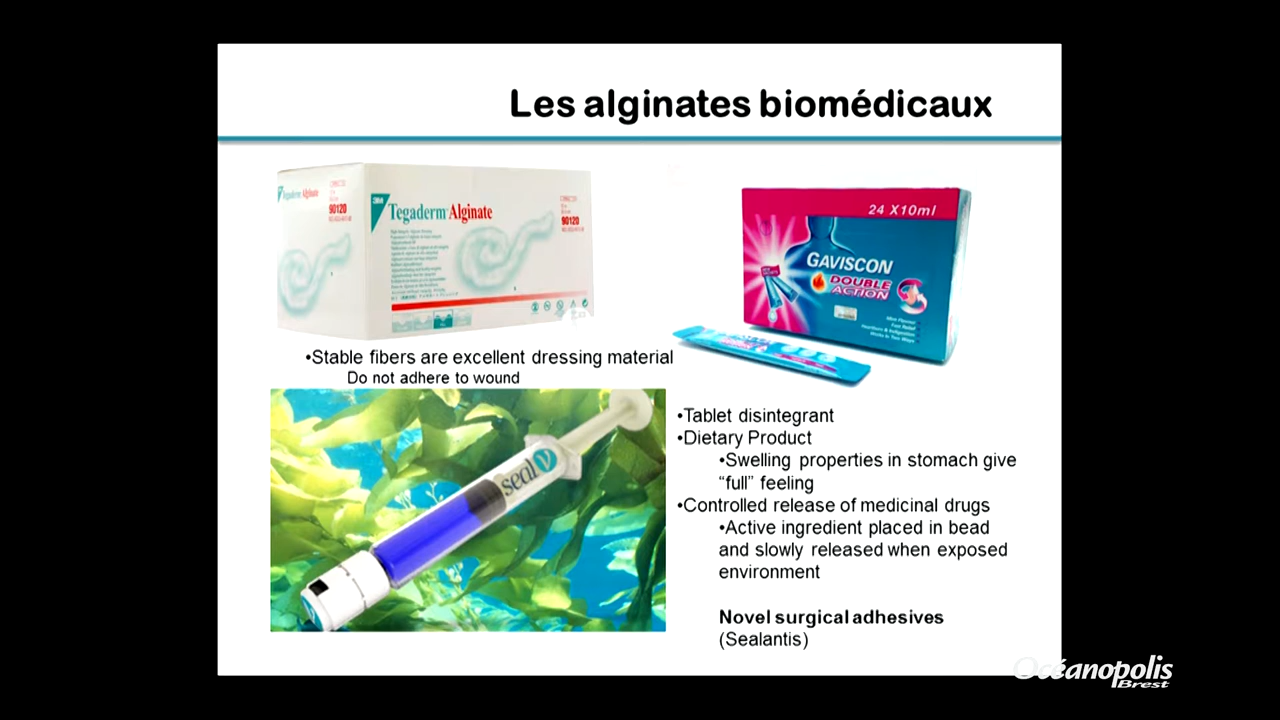 Les alginates biomédicaux
Tegaderm Alginate
90120
3M
Tegaderm Alginate
90120
24 X10ml
GAVISCON
DOUBLE
ACTION
•Stable fibers are excellent dressing material
Do not adhere to wound
seal V
•Tablet disintegrant
•Dietary Product
•Swelling properties in stomach give
“full” feeling
•Controlled release of medicinal drugs
•Active ingredient placed in bead
and slowly released when exposed
environment
Novel surgical adhesives
(Sealantis)
Océanopolis
Brest